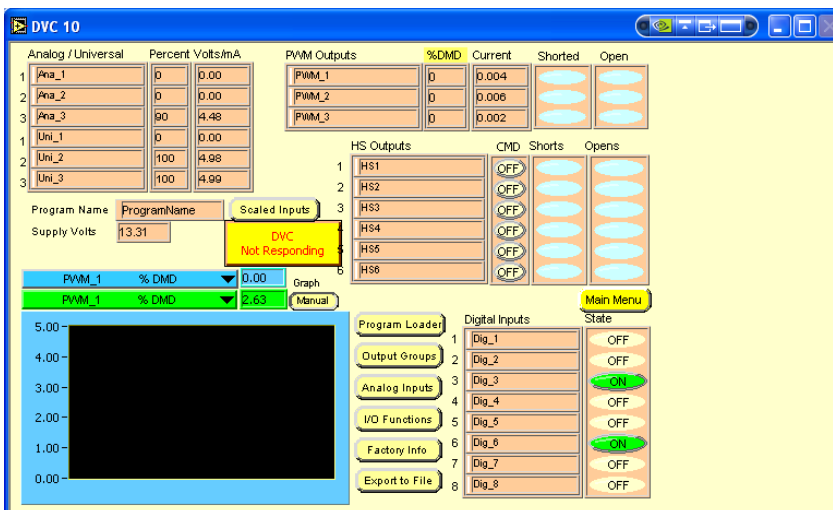 DVC 10
Analog / Universal Percent Volts/mA
1 Ana_1 0 0.00
2 Ana_2 0 0.00
3 Ana_3 90 4.48
1 Uni_1 0 0.00
2 Uni_2 100 4.98
3 Uni_3 100 4.99
PWM Outputs %DMD Current Shorted Open
PWM_1 0 0.004
PWM_2 0 0.006
PWM_3 0 0.002
HS Outputs CMD Shorts Opens
1 HS1 OFF
2 HS2 OFF
3 HS3 OFF
4 HS4 OFF
5 HS5 OFF
6 HS6 OFF
Program Name ProgramName Scaled Inputs
Supply Volts 13.31
DVC
Not Responding
PWM_1 % DMD 0.00 Graph
PWM_1 % DMD 2.63 Manual
5.00
4.00
3.00
2.00
1.00
0.00
Main Menu
Program Loader
Output Groups
Analog Inputs
I/O Functions
Factory Info
Export to File
Digital Inputs State
1 Dig_1 OFF
2 Dig_2 OFF
3 Dig_3 ON
4 Dig_4 OFF
5 Dig_5 OFF
6 Dig_6 ON
7 Dig_7 OFF
8 Dig_8 OFF